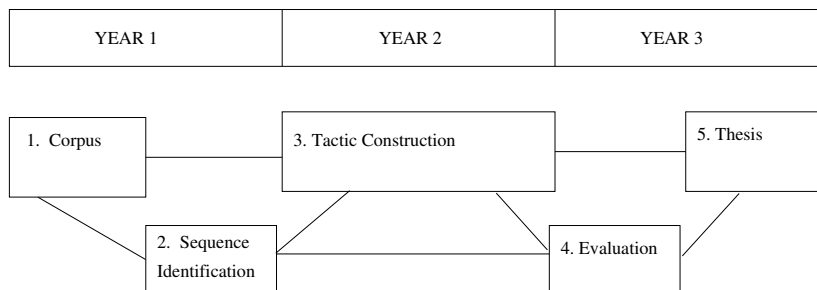 YEAR 1
YEAR 2
YEAR 3
1. Corpus
3. Tactic Construction
5. Thesis
2. Sequence
Identification
4. Evaluation